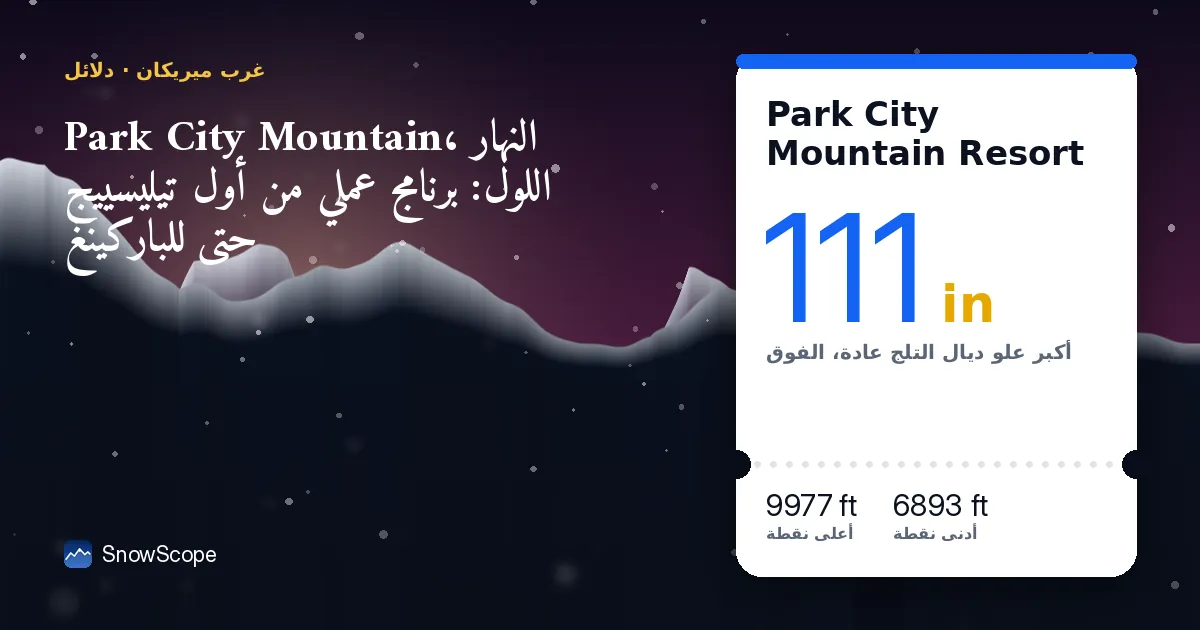 غرب ميريكان · دلائل
Park City Mountain، النهار
اللول: برنامج عملي من أول تيليسييج
حتى للباركينغ
SnowScope
Park City
Mountain Resort
111 in
أكبر علو ديال التلج عادة، الفوق
9977 ft
أعلى نقطة
6893 ft
أدنى نقطة